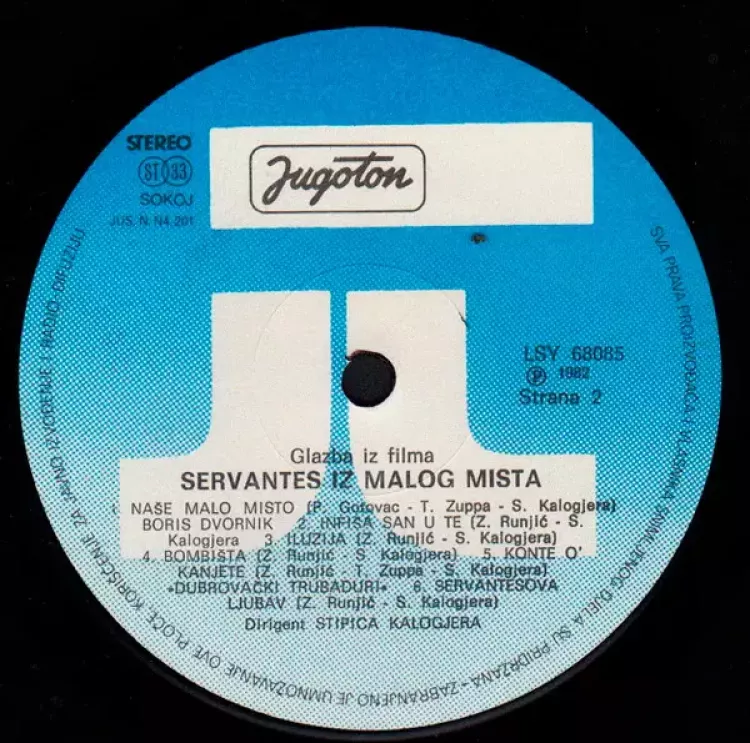 STEREO
ST 33
SOKOJ
JUS. N. N4. 201
Jugoton
LSY 68085
Ⓟ 1982
Strana 2
Glazba iz filma
SERVANTES IZ MALOG MISTA
1. NAŠE MALO MISTO (P. Gotovac - T. Zuppa - S. Kalogjera)
BORIS DVORNIK 2. INFIŠA SAN U TE (Z. Runjić - S.
Kalogjera 3. ILUZIJA (Z. Runjić - S. Kalogjera)
4. BOMBIŠTA (Z. Runjić - S. Kalogjera) 5. KONTE O'
KANJETE (Z. Runjić - T. Zuppa - S. Kalogjera)
»DUBROVAČKI TRUBADURI« 6. SERVANTESOVA
LJUBAV (Z. Runjić - S. Kalogjera)
Dirigent STIPICA KALOGJERA
SVA PRAVA PROIZVOĐAČA I VLASNIKA SNIMLJENOG DJELA SU PRIDRŽANA - ZABRANJENO JE UMNOŽAVANJE OVE PLOČE, KORIŠĆENJE ZA JAVNO IZVOĐENJE I RADIO-DIFUZIJU